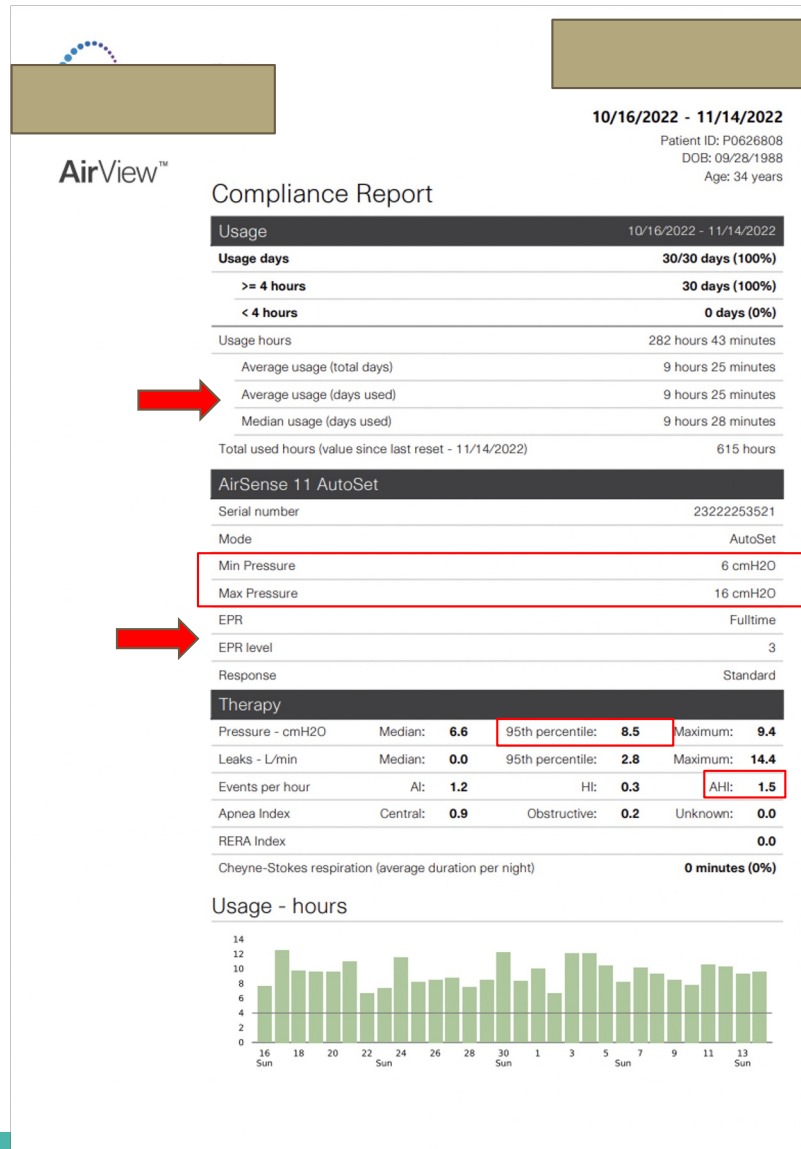 10/16/2022 - 11/14/2022
Patient ID: P0626808
DOB: 09/28/1988
Age: 34 years
AirView™
Compliance Report
Usage 10/16/2022 - 11/14/2022
Usage days 30/30 days (100%)
>= 4 hours 30 days (100%)
< 4 hours 0 days (0%)
Usage hours 282 hours 43 minutes
Average usage (total days) 9 hours 25 minutes
Average usage (days used) 9 hours 25 minutes
Median usage (days used) 9 hours 28 minutes
Total used hours (value since last reset - 11/14/2022) 615 hours
AirSense 11 AutoSet
Serial number 23222253521
Mode AutoSet
Min Pressure 6 cmH2O
Max Pressure 16 cmH2O
EPR Fulltime
EPR level 3
Response Standard
Therapy
Pressure - cmH2O Median: 6.6 95th percentile: 8.5 Maximum: 9.4
Leaks - L/min Median: 0.0 95th percentile: 2.8 Maximum: 14.4
Events per hour AI: 1.2 HI: 0.3 AHI: 1.5
Apnea Index Central: 0.9 Obstructive: 0.2 Unknown: 0.0
RERA Index 0.0
Cheyne-Stokes respiration (average duration per night) 0 minutes (0%)
Usage - hours
14
12
10
8
6
4
2
0
16 18 20 22 24 26 28 30 1 3 5 7 9 11 13
Sun Sun Sun Sun Sun